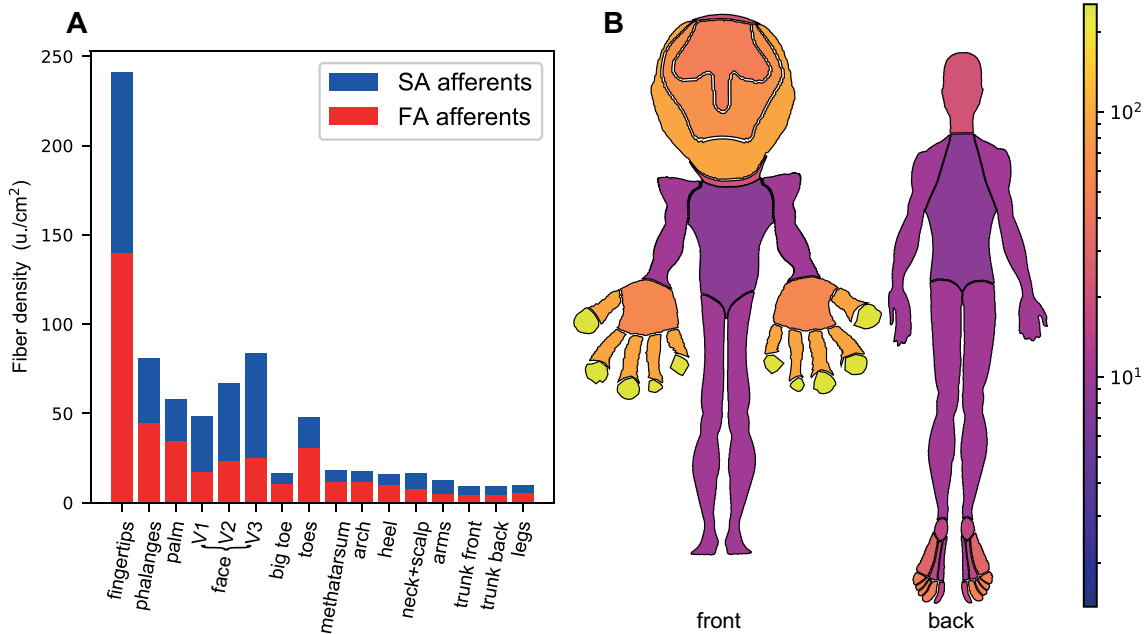 A
B
250
200
150
100
50
0
Fiber density (u./cm²)
SA afferents
FA afferents
fingertips
phalanges
palm
V1
V2
V3
face
big toe
toes
methatarsum
arch
heel
neck+scalp
arms
trunk front
trunk back
legs
front
back
10²
10¹